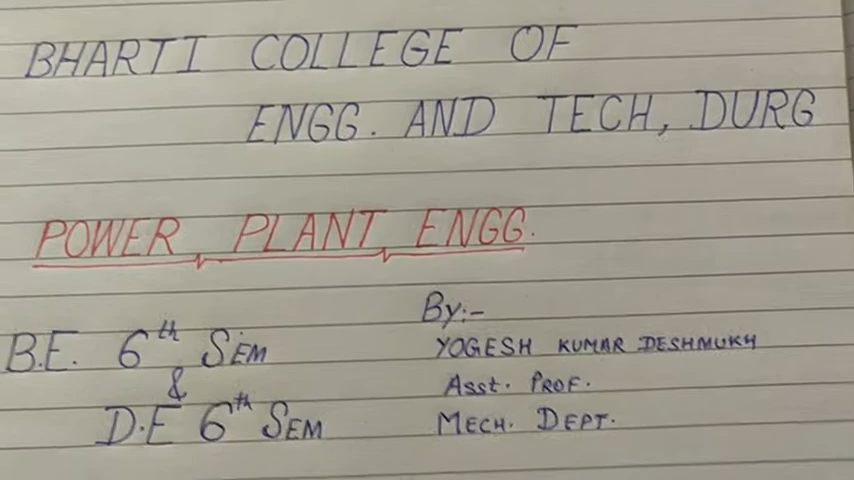 BHARTI COLLEGE OF
ENGG. AND TECH, DURG
POWER PLANT ENGG.
B.E. 6th SEM
&
D.E 6th SEM
By:-
YOGESH KUMAR DESHMUKH
Asst. PROF.
MECH. DEPT.